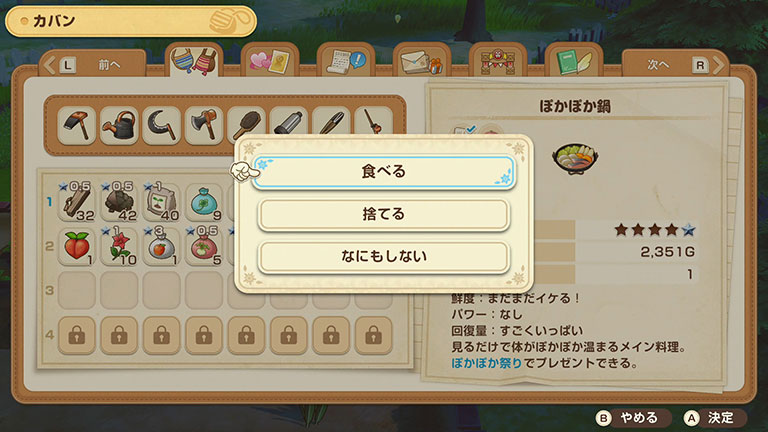 カバン
L 前へ
次へ R
ぽかぽか鍋
食べる
捨てる
なにもしない
1
0.5 32
0.5 42
1 40
9
2
1
1 10
3 1
0.5 5
3
4
2,351G
1
鮮度：まだまだイケる！
パワー：なし
回復量：すごくいっぱい
見るだけで体がぽかぽか温まるメイン料理。
ぽかぽか祭りでプレゼントできる。
B やめる A 決定